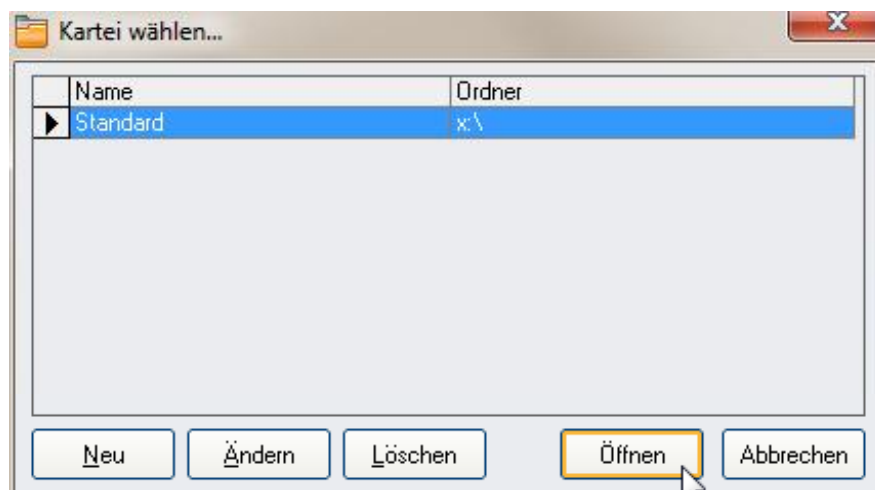 Kartei wählen...
Name Ordner
Standard x:\
Neu Ändern Löschen Öffnen Abbrechen